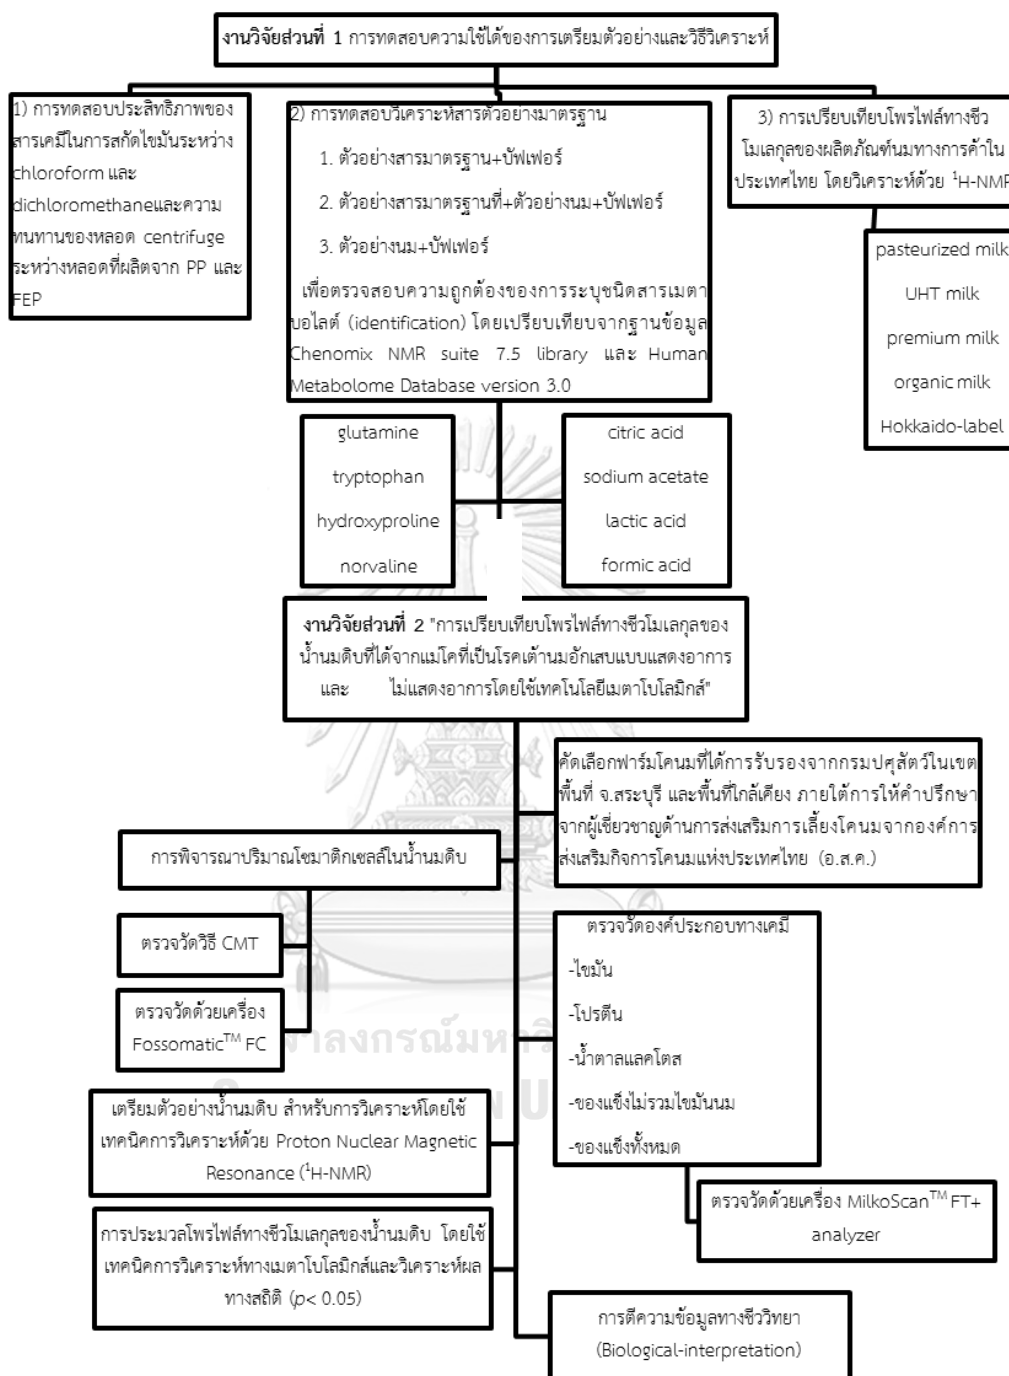 งานวิจัยส่วนที่ 1 การทดสอบความใช้ได้ของการเตรียมตัวอย่างและวิธีวิเคราะห์
1) การทดสอบประสิทธิภาพของ
สารเคมีในการสกัดไขมันระหว่าง
chloroform และ
dichloromethaneและความ
ทนทานของหลอด centrifuge
ระหว่างหลอดที่ผลิตจาก PP และ
FEP
2) การทดสอบวิเคราะห์สารตัวอย่างมาตรฐาน
1. ตัวอย่างสารมาตรฐาน+บัฟเฟอร์
2. ตัวอย่างสารมาตรฐานที่+ตัวอย่างนม+บัฟเฟอร์
3. ตัวอย่างนม+บัฟเฟอร์
เพื่อตรวจสอบความถูกต้องของการระบุชนิดสารเมตา
บอไลต์ (identification) โดยเปรียบเทียบจากฐานข้อมูล
Chenomix NMR suite 7.5 library และ Human
Metabolome Database version 3.0
3) การเปรียบเทียบโพรไฟล์ทางชีว
โมเลกุลของผลิตภัณฑ์นมทางการค้าใน
ประเทศไทย โดยวิเคราะห์ด้วย ¹H-NMR
pasteurized milk
UHT milk
premium milk
organic milk
Hokkaido-label
glutamine
tryptophan
hydroxyproline
norvaline
citric acid
sodium acetate
lactic acid
formic acid
งานวิจัยส่วนที่ 2 "การเปรียบเทียบโพรไฟล์ทางชีวโมเลกุลของ
น้ำนมดิบที่ได้จากแม่โคที่เป็นโรคเต้านมอักเสบแบบแสดงอาการ
และ ไม่แสดงอาการโดยใช้เทคโนโลยีเมตาโบโลมิกส์"
คัดเลือกฟาร์มโคนมที่ได้การรับรองจากกรมปศุสัตว์ในเขต
พื้นที่ จ.สระบุรี และพื้นที่ใกล้เคียง ภายใต้การให้คำปรึกษา
จากผู้เชี่ยวชาญด้านการส่งเสริมการเลี้ยงโคนมจากองค์การ
ส่งเสริมกิจการโคนมแห่งประเทศไทย (อ.ส.ค.)
การพิจารณาปริมาณโซมาติกเซลล์ในน้ำนมดิบ
ตรวจวัดวิธี CMT
ตรวจวัดด้วยเครื่อง
Fossomatic™ FC
ตรวจวัดองค์ประกอบทางเคมี
-ไขมัน
-โปรตีน
-น้ำตาลแลคโตส
-ของแข็งไม่รวมไขมันนม
-ของแข็งทั้งหมด
ตรวจวัดด้วยเครื่อง MilkoScan™ FT+
analyzer
เตรียมตัวอย่างน้ำนมดิบ สำหรับการวิเคราะห์โดยใช้
เทคนิคการวิเคราะห์ด้วย Proton Nuclear Magnetic
Resonance (¹H-NMR)
การประมวลโพรไฟล์ทางชีวโมเลกุลของน้ำนมดิบ โดยใช้
เทคนิคการวิเคราะห์ทางเมตาโบโลมิกส์และวิเคราะห์ผล
ทางสถิติ (p< 0.05)
การตีความข้อมูลทางชีววิทยา
(Biological-interpretation)